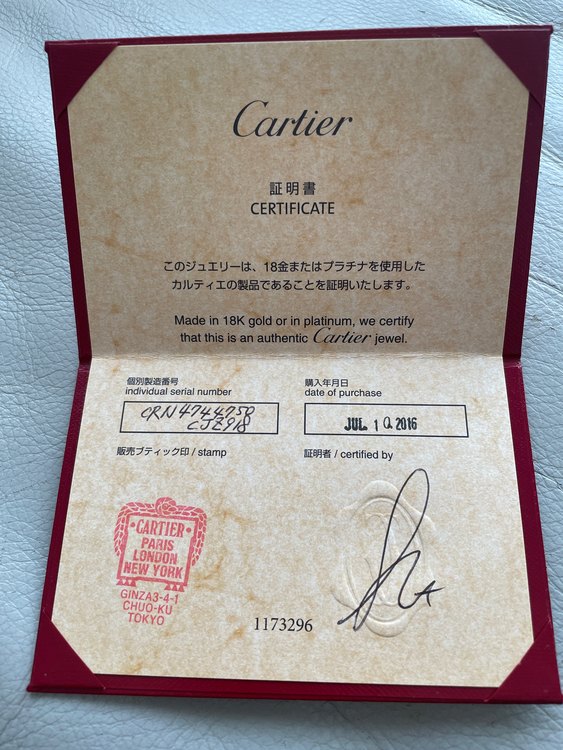 Cartier
証明書
CERTIFICATE
このジュエリーは、18金またはプラチナを使用した
カルティエの製品であることを証明いたします。
Made in 18K gold or in platinum, we certify
that this is an authentic Cartier jewel.
個別製造番号
individual serial number
CRN4744750
CJZ918
購入年月日
date of purchase
JUL 10 2016
販売ブティック印 / stamp
証明者 / certified by
CARTIER
PARIS
LONDON
NEW YORK
GINZA3-4-1
CHUO-KU
TOKYO
1173296